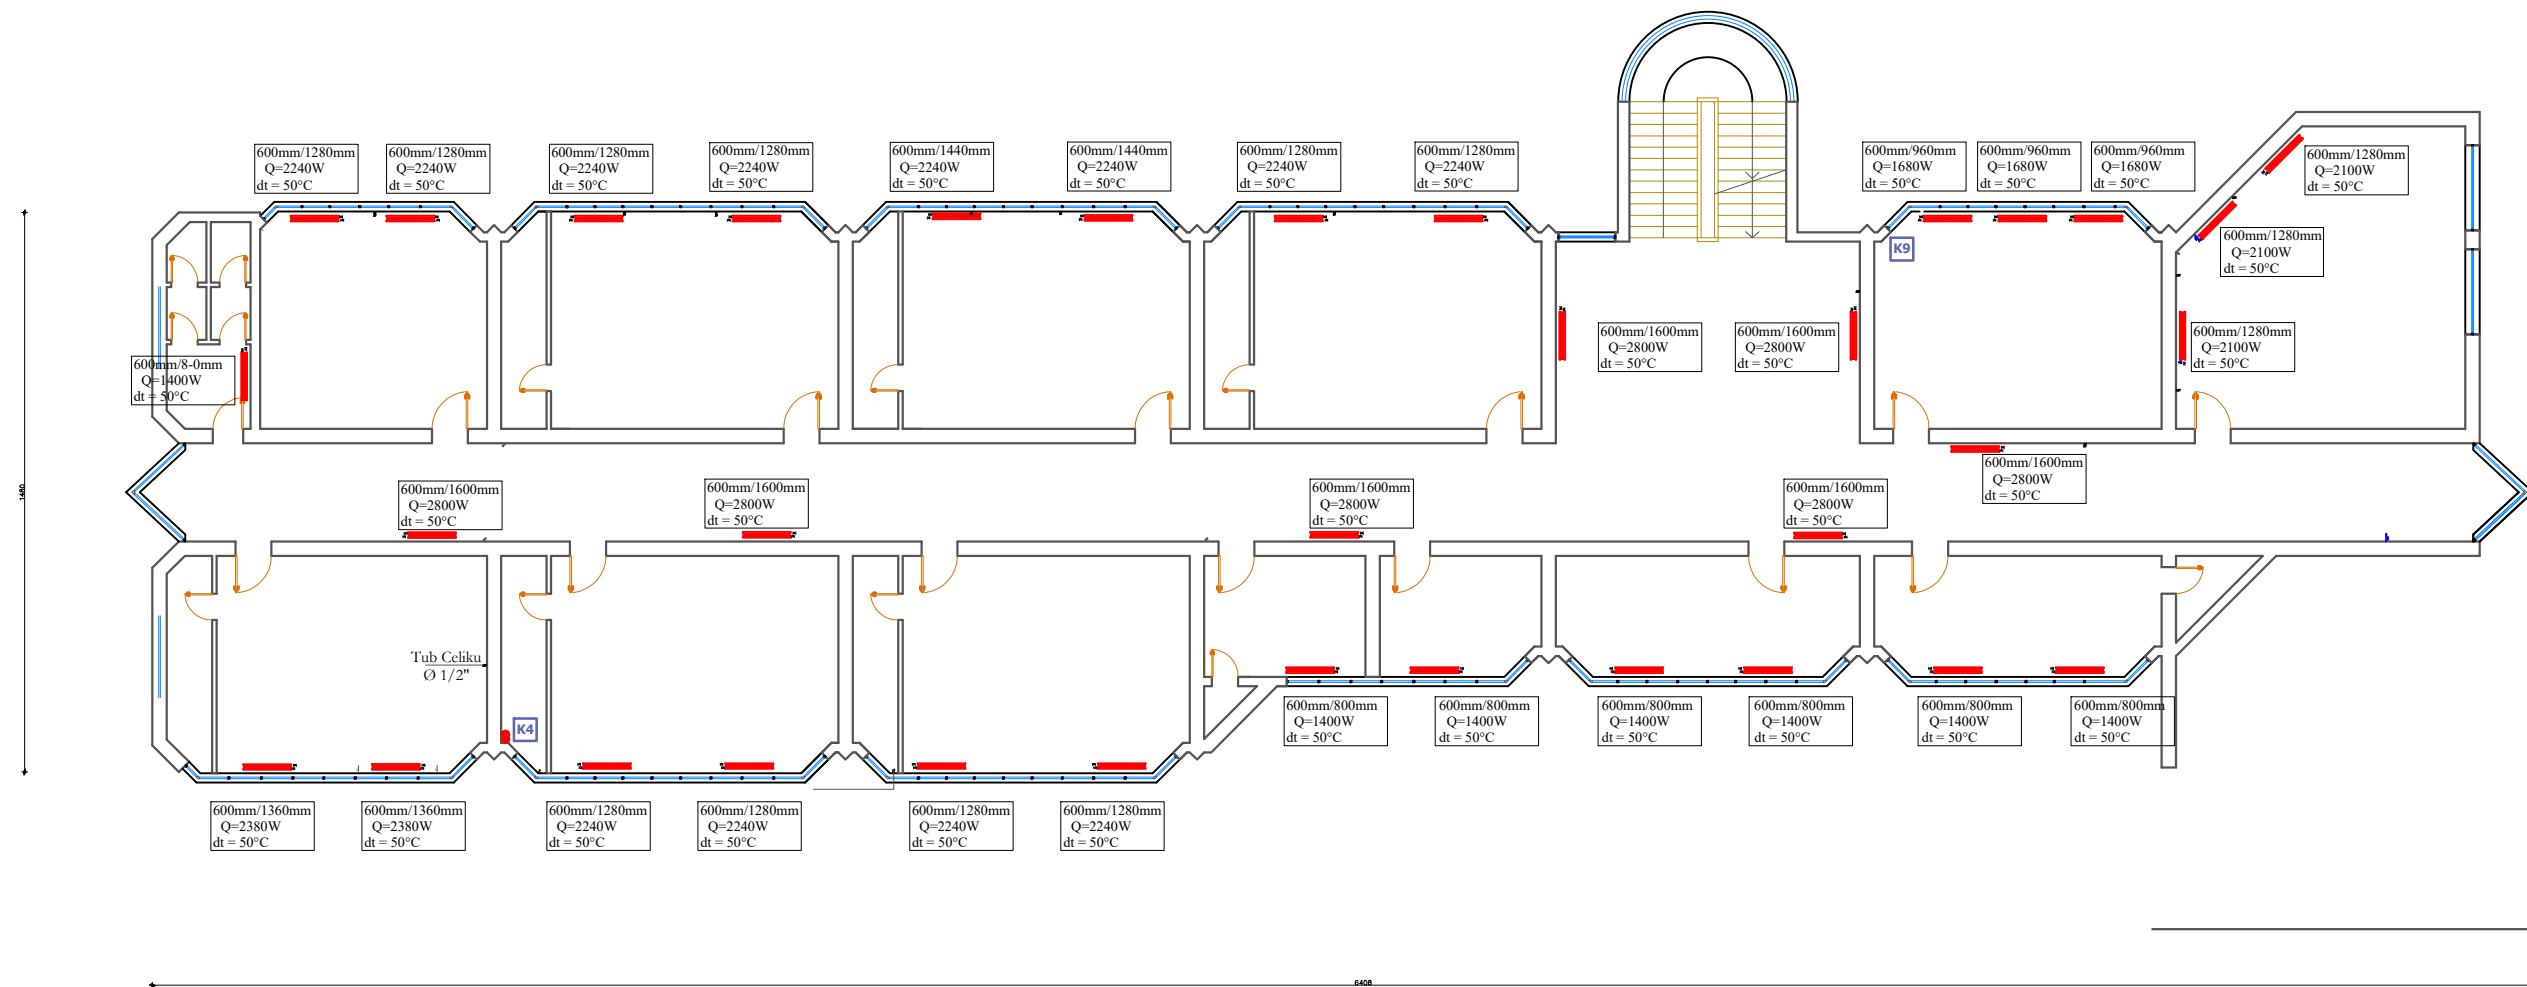 600mm/1280mm
Q=2240W
dt = 50°C
600mm/1280mm
Q=2240W
dt = 50°C
600mm/1280mm
Q=2240W
dt = 50°C
600mm/1280mm
Q=2240W
dt = 50°C
600mm/1440mm
Q=2240W
dt = 50°C
600mm/1440mm
Q=2240W
dt = 50°C
600mm/1280mm
Q=2240W
dt = 50°C
600mm/1280mm
Q=2240W
dt = 50°C
600mm/960mm
Q=1680W
dt = 50°C
600mm/960mm
Q=1680W
dt = 50°C
600mm/960mm
Q=1680W
dt = 50°C
600mm/1280mm
Q=2100W
dt = 50°C
K9
600mm/1280mm
Q=2100W
dt = 50°C
600mm/8-0mm
Q=1400W
dt = 50°C
600mm/1600mm
Q=2800W
dt = 50°C
600mm/1600mm
Q=2800W
dt = 50°C
600mm/1280mm
Q=2100W
dt = 50°C
1480
600mm/1600mm
Q=2800W
dt = 50°C
600mm/1600mm
Q=2800W
dt = 50°C
600mm/1600mm
Q=2800W
dt = 50°C
600mm/1600mm
Q=2800W
dt = 50°C
600mm/1600mm
Q=2800W
dt = 50°C
Tub Celiku
Ø 1/2"
K4
600mm/800mm
Q=1400W
dt = 50°C
600mm/800mm
Q=1400W
dt = 50°C
600mm/800mm
Q=1400W
dt = 50°C
600mm/800mm
Q=1400W
dt = 50°C
600mm/800mm
Q=1400W
dt = 50°C
600mm/800mm
Q=1400W
dt = 50°C
600mm/1360mm
Q=2380W
dt = 50°C
600mm/1360mm
Q=2380W
dt = 50°C
600mm/1280mm
Q=2240W
dt = 50°C
600mm/1280mm
Q=2240W
dt = 50°C
600mm/1280mm
Q=2240W
dt = 50°C
600mm/1280mm
Q=2240W
dt = 50°C
6408